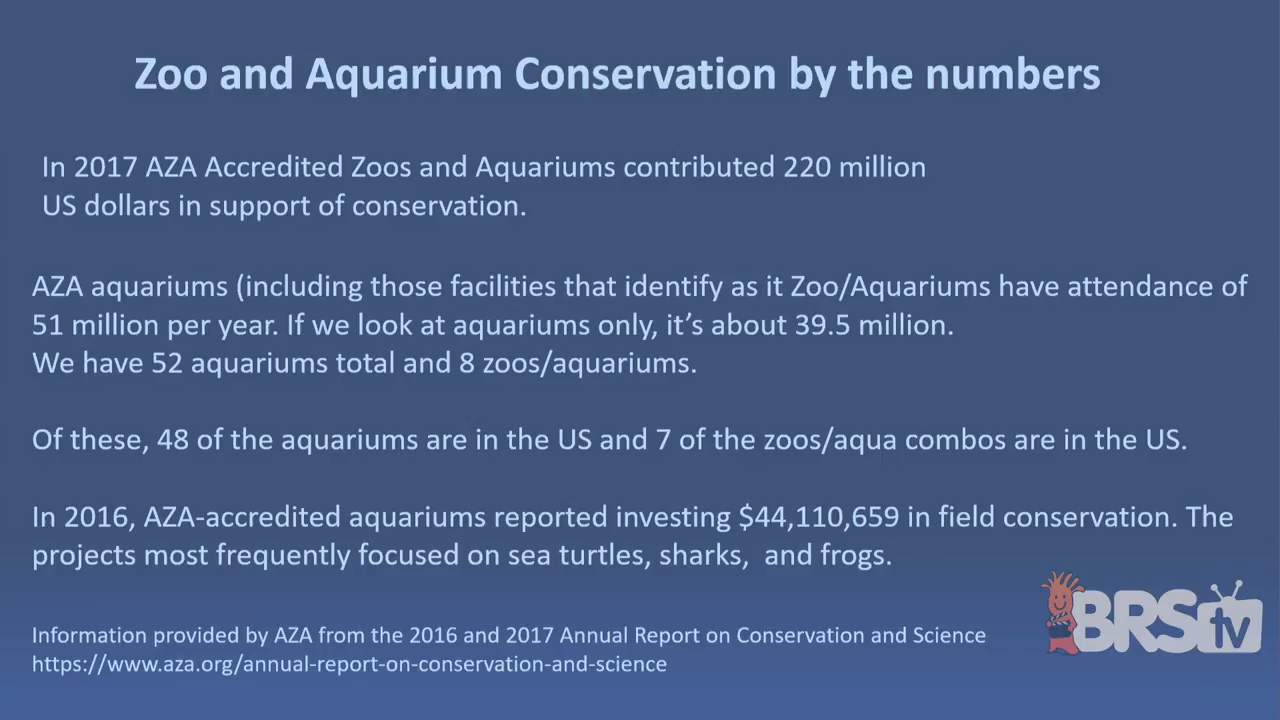 Zoo and Aquarium Conservation by the numbers
In 2017 AZA Accredited Zoos and Aquariums contributed 220 million
US dollars in support of conservation.
AZA aquariums (including those facilities that identify as it Zoo/Aquariums have attendance of
51 million per year. If we look at aquariums only, it’s about 39.5 million.
We have 52 aquariums total and 8 zoos/aquariums.
Of these, 48 of the aquariums are in the US and 7 of the zoos/aqua combos are in the US.
In 2016, AZA-accredited aquariums reported investing $44,110,659 in field conservation. The
projects most frequently focused on sea turtles, sharks,  and frogs.
Information provided by AZA from the 2016 and 2017 Annual Report on Conservation and Science
https://www.aza.org/annual-report-on-conservation-and-science
BRStv